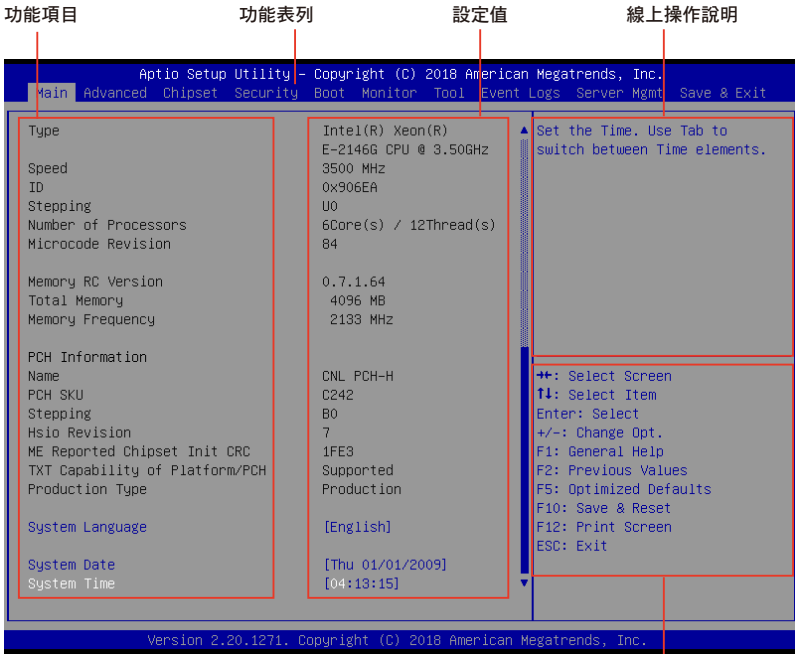 功能項目 功能表列 設定值 線上操作說明
Aptio Setup Utility – Copyright (C) 2018 American Megatrends, Inc.
Main Advanced Chipset Security Boot Monitor Tool Event Logs Server Mgmt Save & Exit
Type Intel(R) Xeon(R)
E-2146G CPU @ 3.50GHz
Speed 3500 MHz
ID 0x906EA
Stepping U0
Number of Processors 6Core(s) / 12Thread(s)
Microcode Revision 84
Memory RC Version 0.7.1.64
Total Memory 4096 MB
Memory Frequency 2133 MHz
PCH Information
Name CNL PCH-H
PCH SKU C242
Stepping B0
Hsio Revision 7
ME Reported Chipset Init CRC 1FE3
TXT Capability of Platform/PCH Supported
Production Type Production
System Language [English]
System Date [Thu 01/01/2009]
System Time [04:13:15]
Set the Time. Use Tab to
switch between Time elements.
→←: Select Screen
↑↓: Select Item
Enter: Select
+/-: Change Opt.
F1: General Help
F2: Previous Values
F5: Optimized Defaults
F10: Save & Reset
F12: Print Screen
ESC: Exit
Version 2.20.1271. Copyright (C) 2018 American Megatrends, Inc.